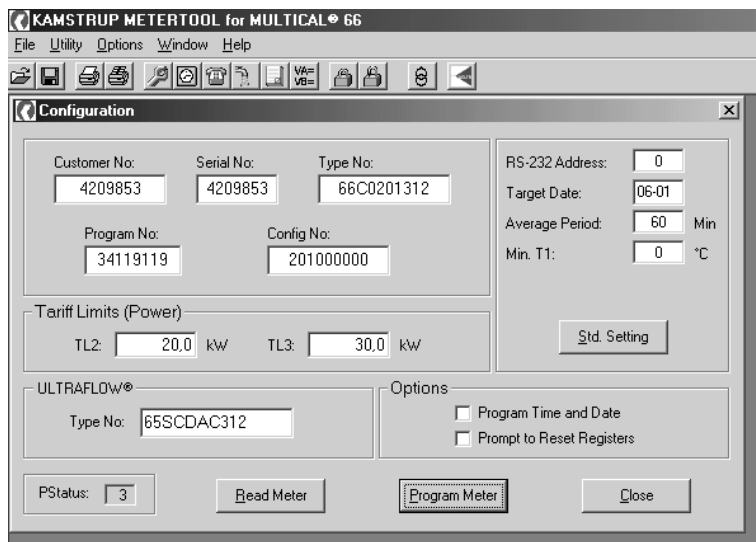 KAMSTRUP METERTOOL for MULTICAL® 66
File Utility Options Window Help
VA=
VB=
Configuration
Customer No: Serial No: Type No:
4209853 4209853 66C0201312
Program No: Config No:
34119119 201000000
RS-232 Address: 0
Target Date: 06-01
Average Period: 60 Min
Min. T1: 0 °C
Std. Setting
Tariff Limits (Power)
TL2: 20,0 kW TL3: 30,0 kW
ULTRAFLOW®
Type No: 65SCDAC312
Options
Program Time and Date
Prompt to Reset Registers
PStatus: 3 Read Meter Program Meter Close